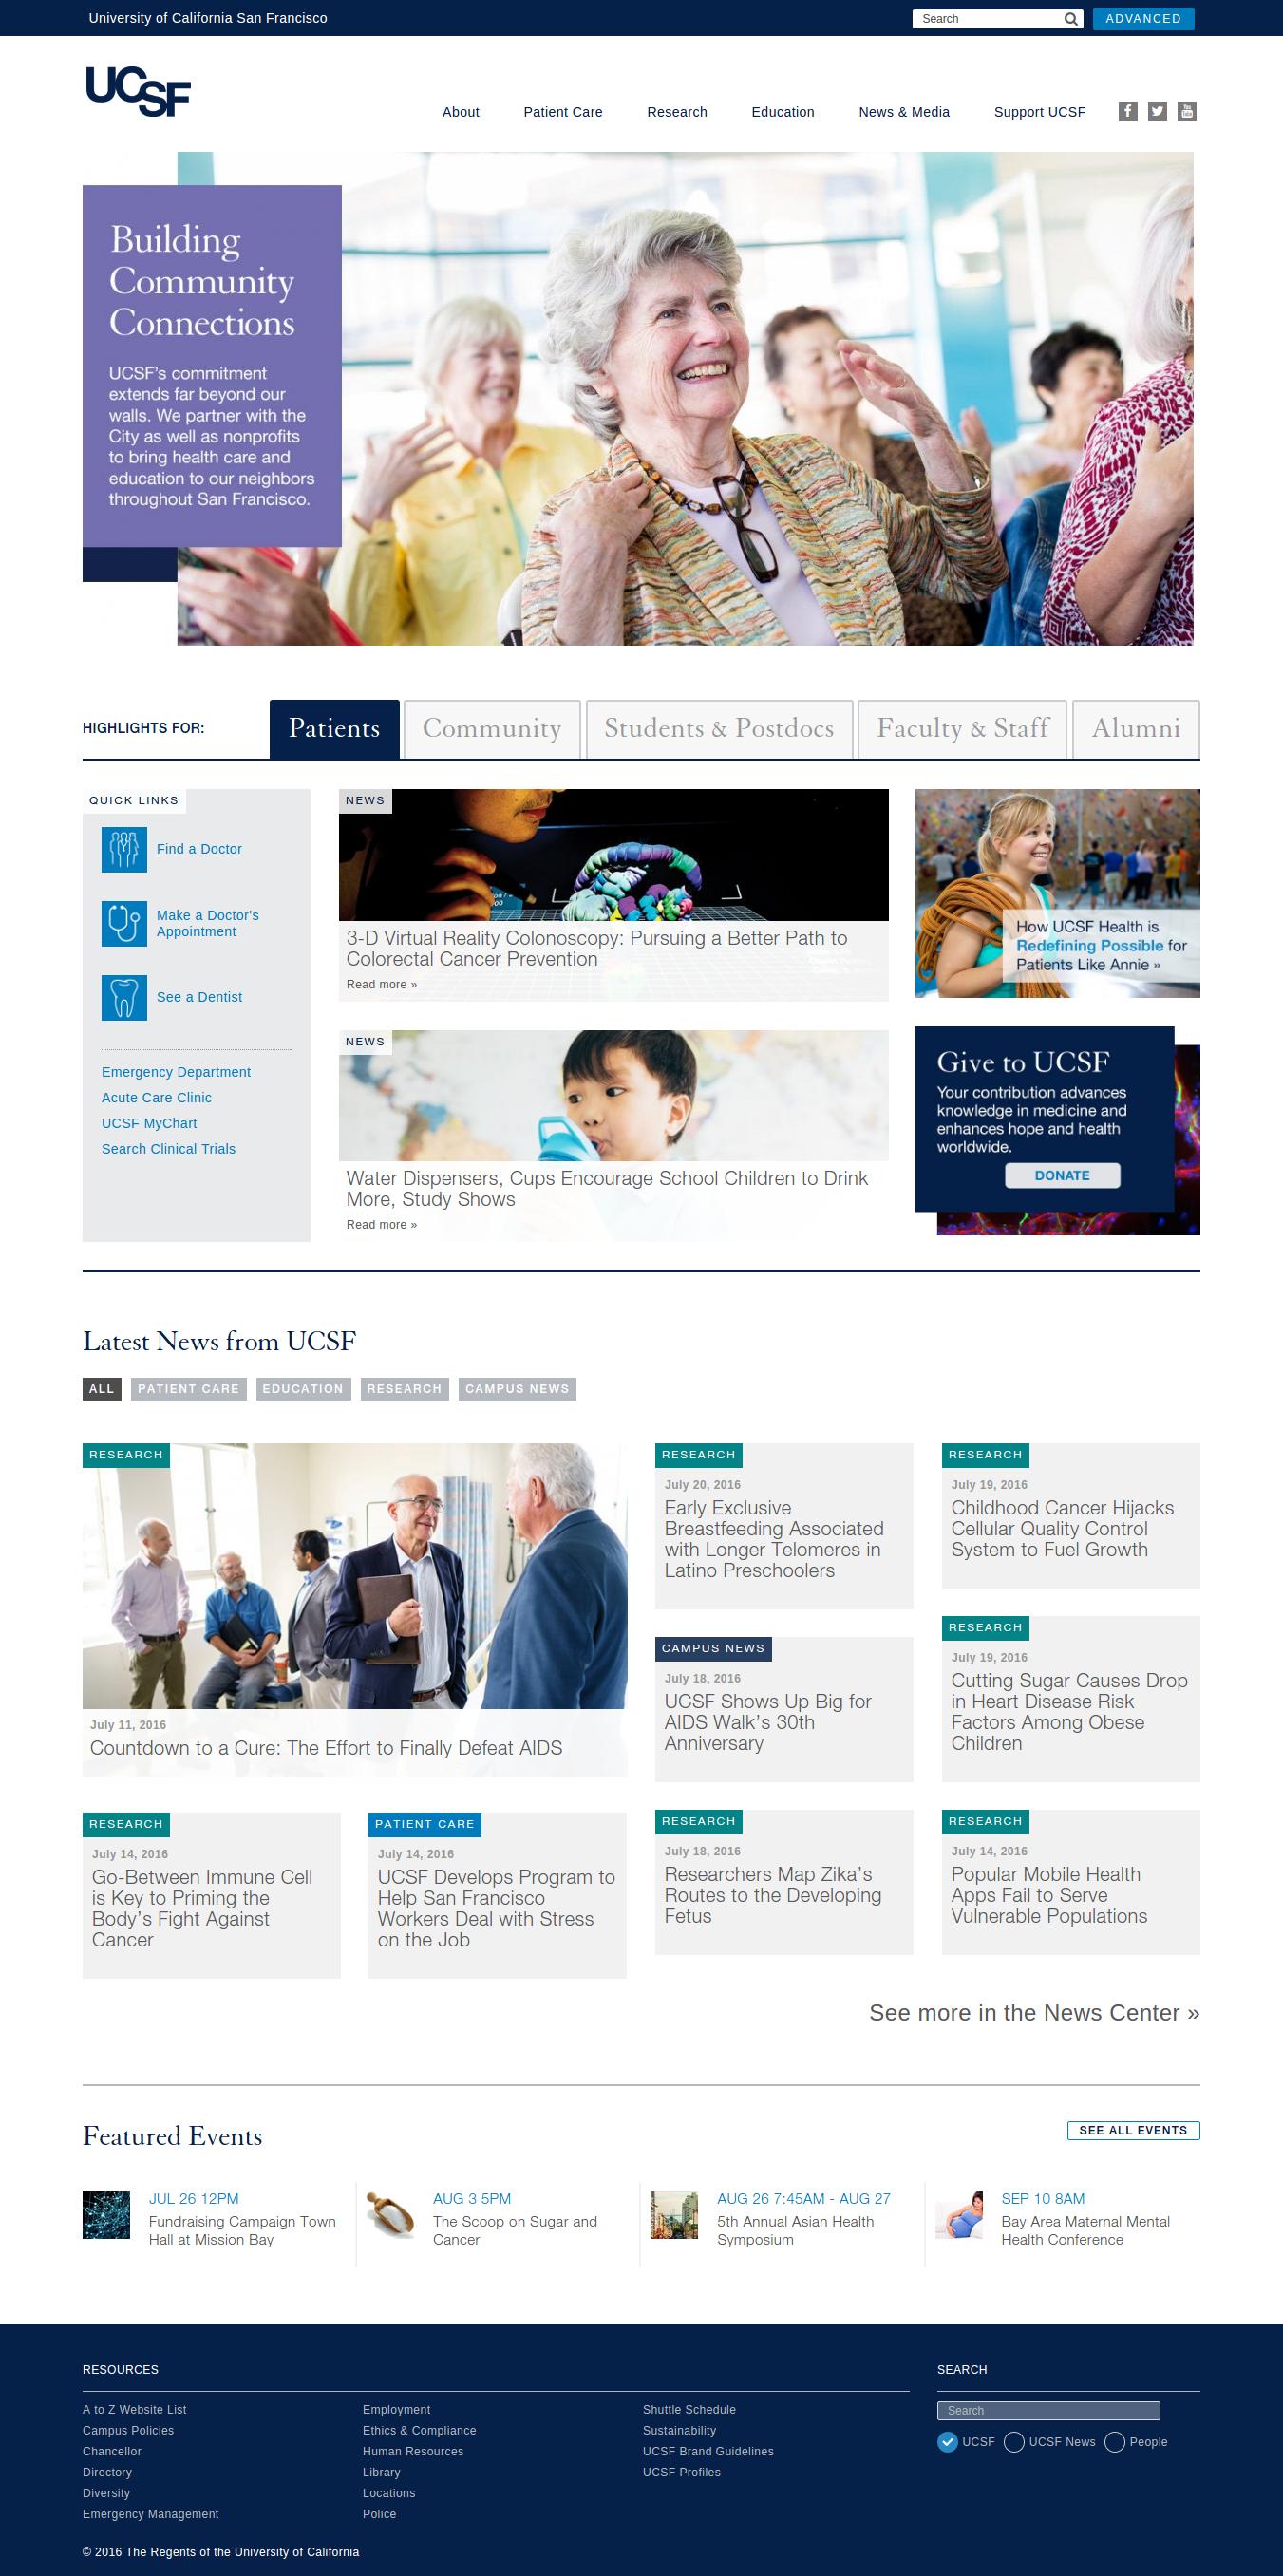 University of California San Francisco
Search
ADVANCED
UCSF
About
Patient Care
Research
Education
News & Media
Support UCSF
You Tube
Building
Community
Connections
UCSF's commitment
extends far beyond our
walls. We partner with the
City as well as nonprofits
to bring health care and
education to our neighbors
throughout San Francisco.
HIGHLIGHTS FOR:
Patients
Community
Students & Postdocs
Faculty & Staff
Alumni
QUICK LINKS
Find a Doctor
Make a Doctor's
Appointment
See a Dentist
Emergency Department
Acute Care Clinic
UCSF MyChart
Search Clinical Trials
NEWS
3-D Virtual Reality Colonoscopy: Pursuing a Better Path to
Colorectal Cancer Prevention
Read more »
NEWS
Water Dispensers, Cups Encourage School Children to Drink
More, Study Shows
Read more »
How UCSF Health is
Redefining Possible for
Patients Like Annie »
Give to UCSF
Your contribution advances
knowledge in medicine and
enhances hope and health
worldwide.
DONATE
Latest News from UCSF
ALL
PATIENT CARE
EDUCATION
RESEARCH
CAMPUS NEWS
RESEARCH
July 11, 2016
Countdown to a Cure: The Effort to Finally Defeat AIDS
RESEARCH
July 20, 2016
Early Exclusive
Breastfeeding Associated
with Longer Telomeres in
Latino Preschoolers
RESEARCH
July 19, 2016
Childhood Cancer Hijacks
Cellular Quality Control
System to Fuel Growth
CAMPUS NEWS
July 18, 2016
UCSF Shows Up Big for
AIDS Walk's 30th
Anniversary
RESEARCH
July 19, 2016
Cutting Sugar Causes Drop
in Heart Disease Risk
Factors Among Obese
Children
RESEARCH
July 14, 2016
Go-Between Immune Cell
is Key to Priming the
Body's Fight Against
Cancer
PATIENT CARE
July 14, 2016
UCSF Develops Program to
Help San Francisco
Workers Deal with Stress
on the Job
RESEARCH
July 18, 2016
Researchers Map Zika's
Routes to the Developing
Fetus
RESEARCH
July 14, 2016
Popular Mobile Health
Apps Fail to Serve
Vulnerable Populations
See more in the News Center »
Featured Events
SEE ALL EVENTS
JUL 26 12PM
Fundraising Campaign Town
Hall at Mission Bay
AUG 3 5PM
The Scoop on Sugar and
Cancer
AUG 26 7:45AM - AUG 27
5th Annual Asian Health
Symposium
SEP 10 8AM
Bay Area Maternal Mental
Health Conference
RESOURCES
A to Z Website List
Campus Policies
Chancellor
Directory
Diversity
Emergency Management
Employment
Ethics & Compliance
Human Resources
Library
Locations
Police
Shuttle Schedule
Sustainability
UCSF Brand Guidelines
UCSF Profiles
SEARCH
Search
UCSF
UCSF News
People
© 2016 The Regents of the University of California